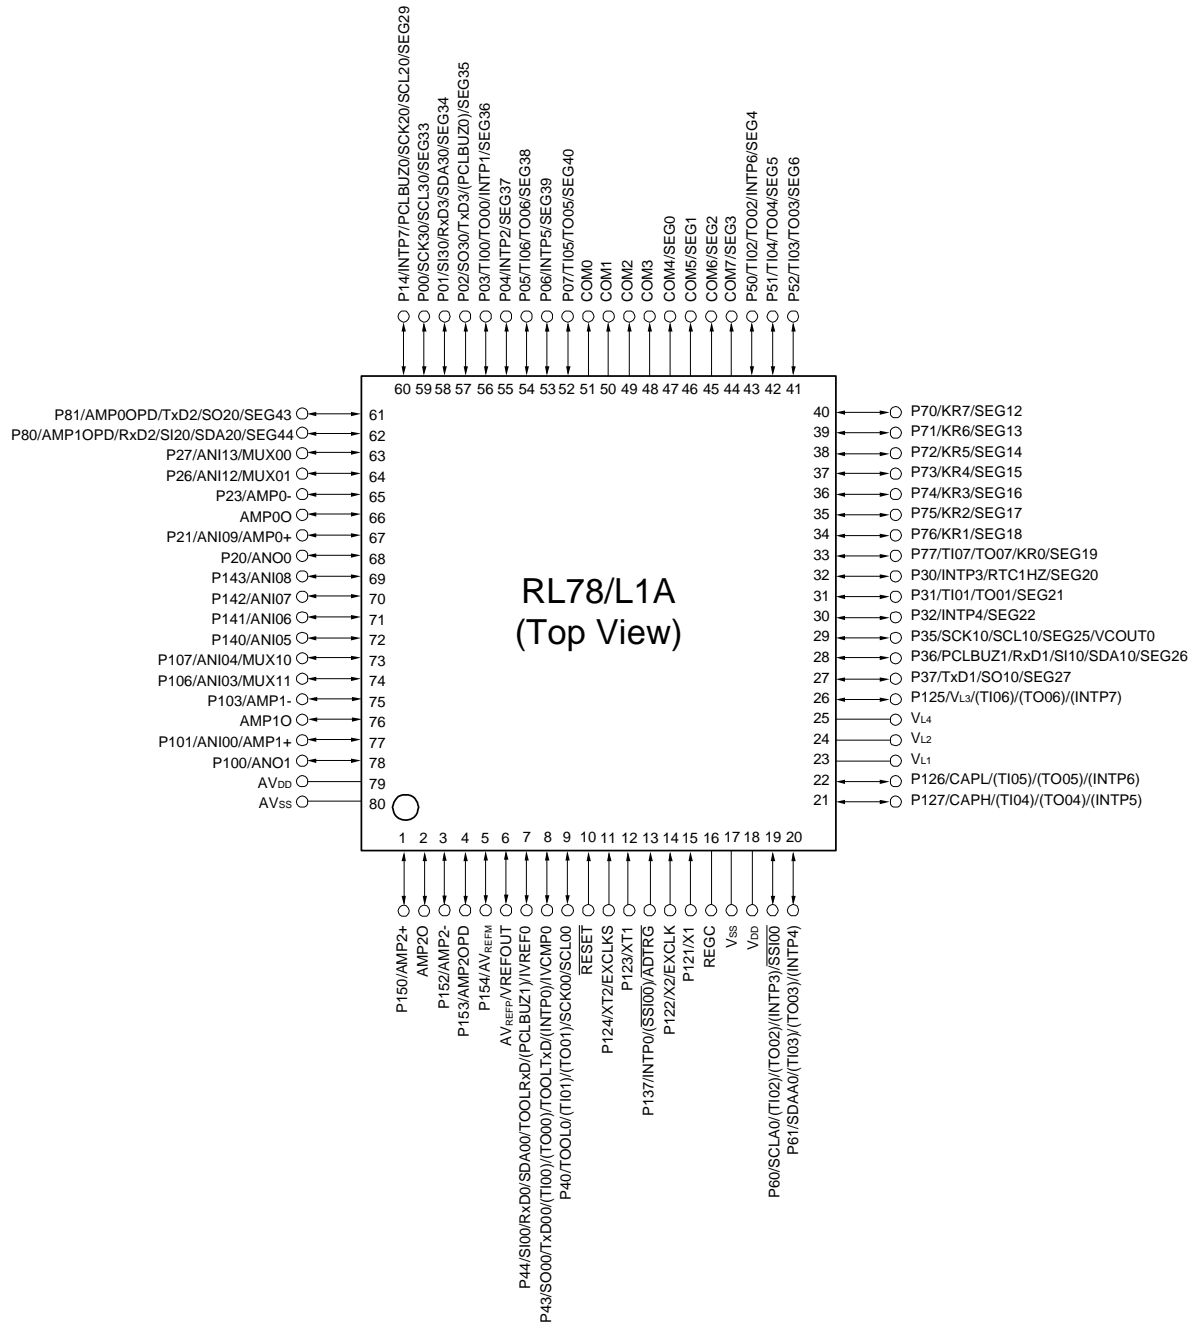 P14/INTP7/PCLBUZ0/SCK20/SCL20/SEG29
P00/SCK30/SCL30/SEG33
P01/SI30/RxD3/SDA30/SEG34
P02/SO30/TxD3/(PCLBUZ0)/SEG35
P03/TI00/TO00/INTP1/SEG36
P04/INTP2/SEG37
P05/TI06/TO06/SEG38
P06/INTP5/SEG39
P07/TI05/TO05/SEG40
COM0
COM1
COM2
COM3
COM4/SEG0
COM5/SEG1
COM6/SEG2
COM7/SEG3
P50/TI02/TO02/INTP6/SEG4
P51/TI04/TO04/SEG5
P52/TI03/TO03/SEG6
60 59 58 57 56 55 54 53 52 51 50 49 48 47 46 45 44 43 42 41
P81/AMP0OPD/TxD2/SO20/SEG43 61
P80/AMP1OPD/RxD2/SI20/SDA20/SEG44 62
P27/ANI13/MUX00 63
P26/ANI12/MUX01 64
P23/AMP0- 65
AMP0O 66
P21/ANI09/AMP0+ 67
P20/ANO0 68
P143/ANI08 69
P142/ANI07 70
P141/ANI06 71
P140/ANI05 72
P107/ANI04/MUX10 73
P106/ANI03/MUX11 74
P103/AMP1- 75
AMP1O 76
P101/ANI00/AMP1+ 77
P100/ANO1 78
AVDD 79
AVSS 80
RL78/L1A
(Top View)
40 P70/KR7/SEG12
39 P71/KR6/SEG13
38 P72/KR5/SEG14
37 P73/KR4/SEG15
36 P74/KR3/SEG16
35 P75/KR2/SEG17
34 P76/KR1/SEG18
33 P77/TI07/TO07/KR0/SEG19
32 P30/INTP3/RTC1HZ/SEG20
31 P31/TI01/TO01/SEG21
30 P32/INTP4/SEG22
29 P35/SCK10/SCL10/SEG25/VCOUT0
28 P36/PCLBUZ1/RxD1/SI10/SDA10/SEG26
27 P37/TxD1/SO10/SEG27
26 P125/VL3/(TI06)/(TO06)/(INTP7)
25 VL4
24 VL2
23 VL1
22 P126/CAPL/(TI05)/(TO05)/(INTP6)
21 P127/CAPH/(TI04)/(TO04)/(INTP5)
1 2 3 4 5 6 7 8 9 10 11 12 13 14 15 16 17 18 19 20
P150/AMP2+
AMP2O
P152/AMP2-
P153/AMP2OPD
P154/AVREFM
AVREFP/VREFOUT
P44/SI00/RxD0/SDA00/TOOLRxD/(PCLBUZ1)/IVREF0
P43/SO00/TxD00/(TI00)/(TO00)/TOOLTxD/(INTP0)/IVCMP0
P40/TOOL0/(TI01)/(TO01)/SCK00/SCL00
RESET
P124/XT2/EXCLKS
P123/XT1
P137/INTP0/(SSI00)/ADTRG
P122/X2/EXCLK
P121/X1
REGC
VSS
VDD
P60/SCLA0/(TI02)/(TO02)/(INTP3)/SSI00
P61/SDAA0/(TI03)/(TO03)/(INTP4)